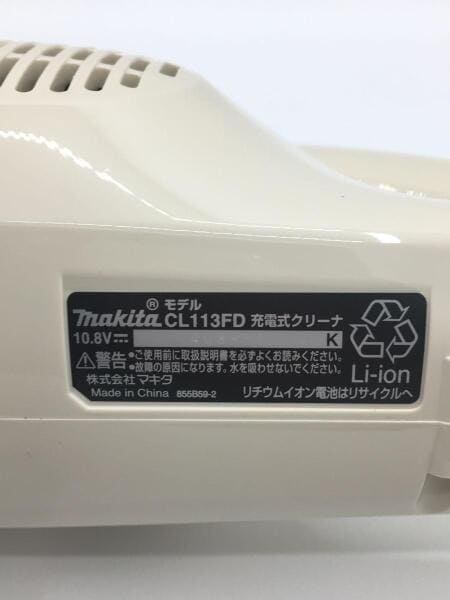 モデル
makita® CL113FD 充電式クリーナ
10.8V⎓ K
⚠警告 ●ご使用前に取扱説明書を必ずよくお読みください。
●故障の原因になります。水を吸わせないでください。
株式会社マキタ
Made in China 855B59-2
Li-ion
リチウムイオン電池はリサイクルへ